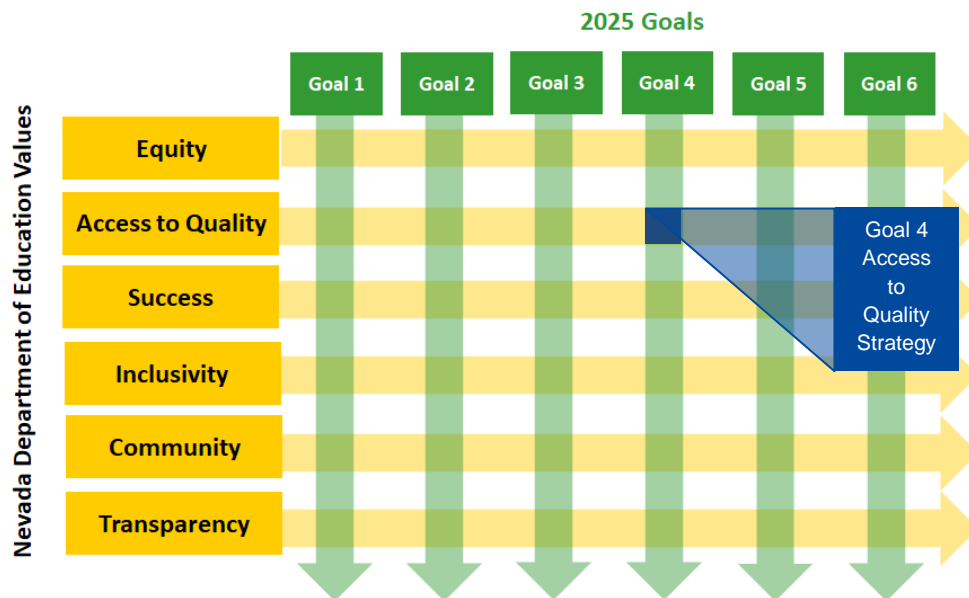 2025 Goals
Goal 1
Goal 2
Goal 3
Goal 4
Goal 5
Goal 6
Nevada Department of Education Values
Equity
Access to Quality
Success
Inclusivity
Community
Transparency
Goal 4
Access
to
Quality
Strategy